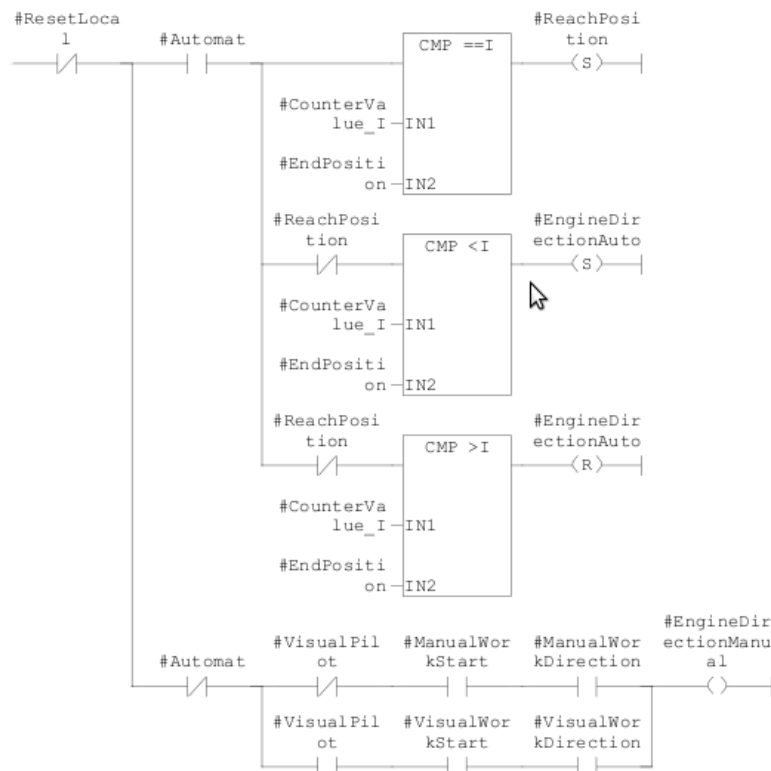 #ResetLoca
l
#Automat
#ReachPosi
tion
CMP ==I
S
#CounterVa
lue_I
IN1
#EndPositi
on
IN2
#ReachPosi
tion
CMP <I
#EngineDir
ectionAuto
S
#CounterVa
lue_I
IN1
#EndPositi
on
IN2
#ReachPosi
tion
CMP >I
#EngineDir
ectionAuto
R
#CounterVa
lue_I
IN1
#EndPositi
on
IN2
#Automat
#VisualPil
ot
#ManualWor
kStart
#ManualWor
kDirection
#EngineDir
ectionManu
al
#VisualPil
ot
#VisualWor
kStart
#VisualWor
kDirection